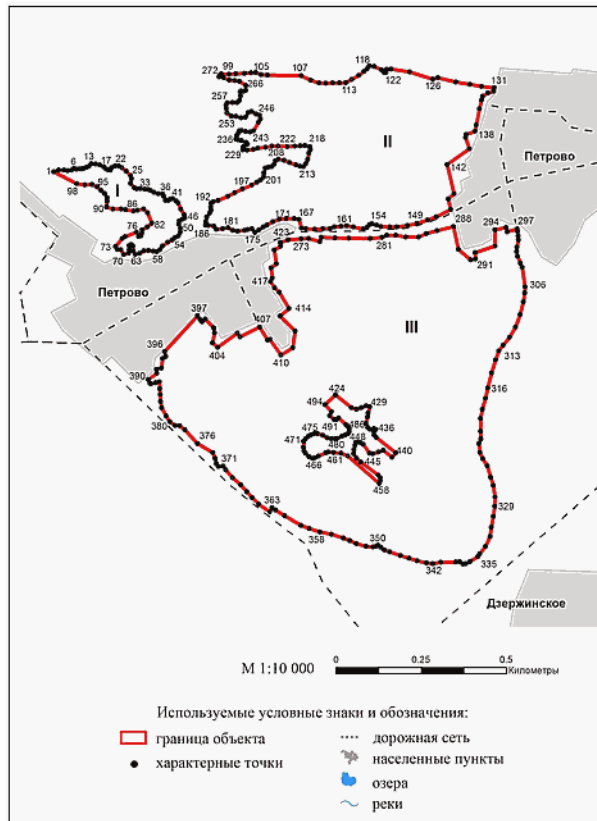 118
272 99 105 107 122 126 131
266 113
257
253 246
236 243 222 218
229 208
II
138
Петрово
142
213
201
197
1 6 13 17 22
25
98 95 I 33 38
41
90 86
46
82 50
76
73 54
70 63 58
192
186 181 175 171 167 161 154 149
423 273 281 288 294 297
291
306
417
Петрово
414
397
407
III
313
396 404 410
390
316
380
376
371
424
494 429
475 491 486 436
471 480 448
466 461 445 440
458
363
358
350
342
329
335
Дзержинское
М 1:10 000
0 0.25 0.5
Километры
Используемые условные знаки и обозначения:
граница объекта
дорожная сеть
характерные точки
населенные пункты
озера
реки